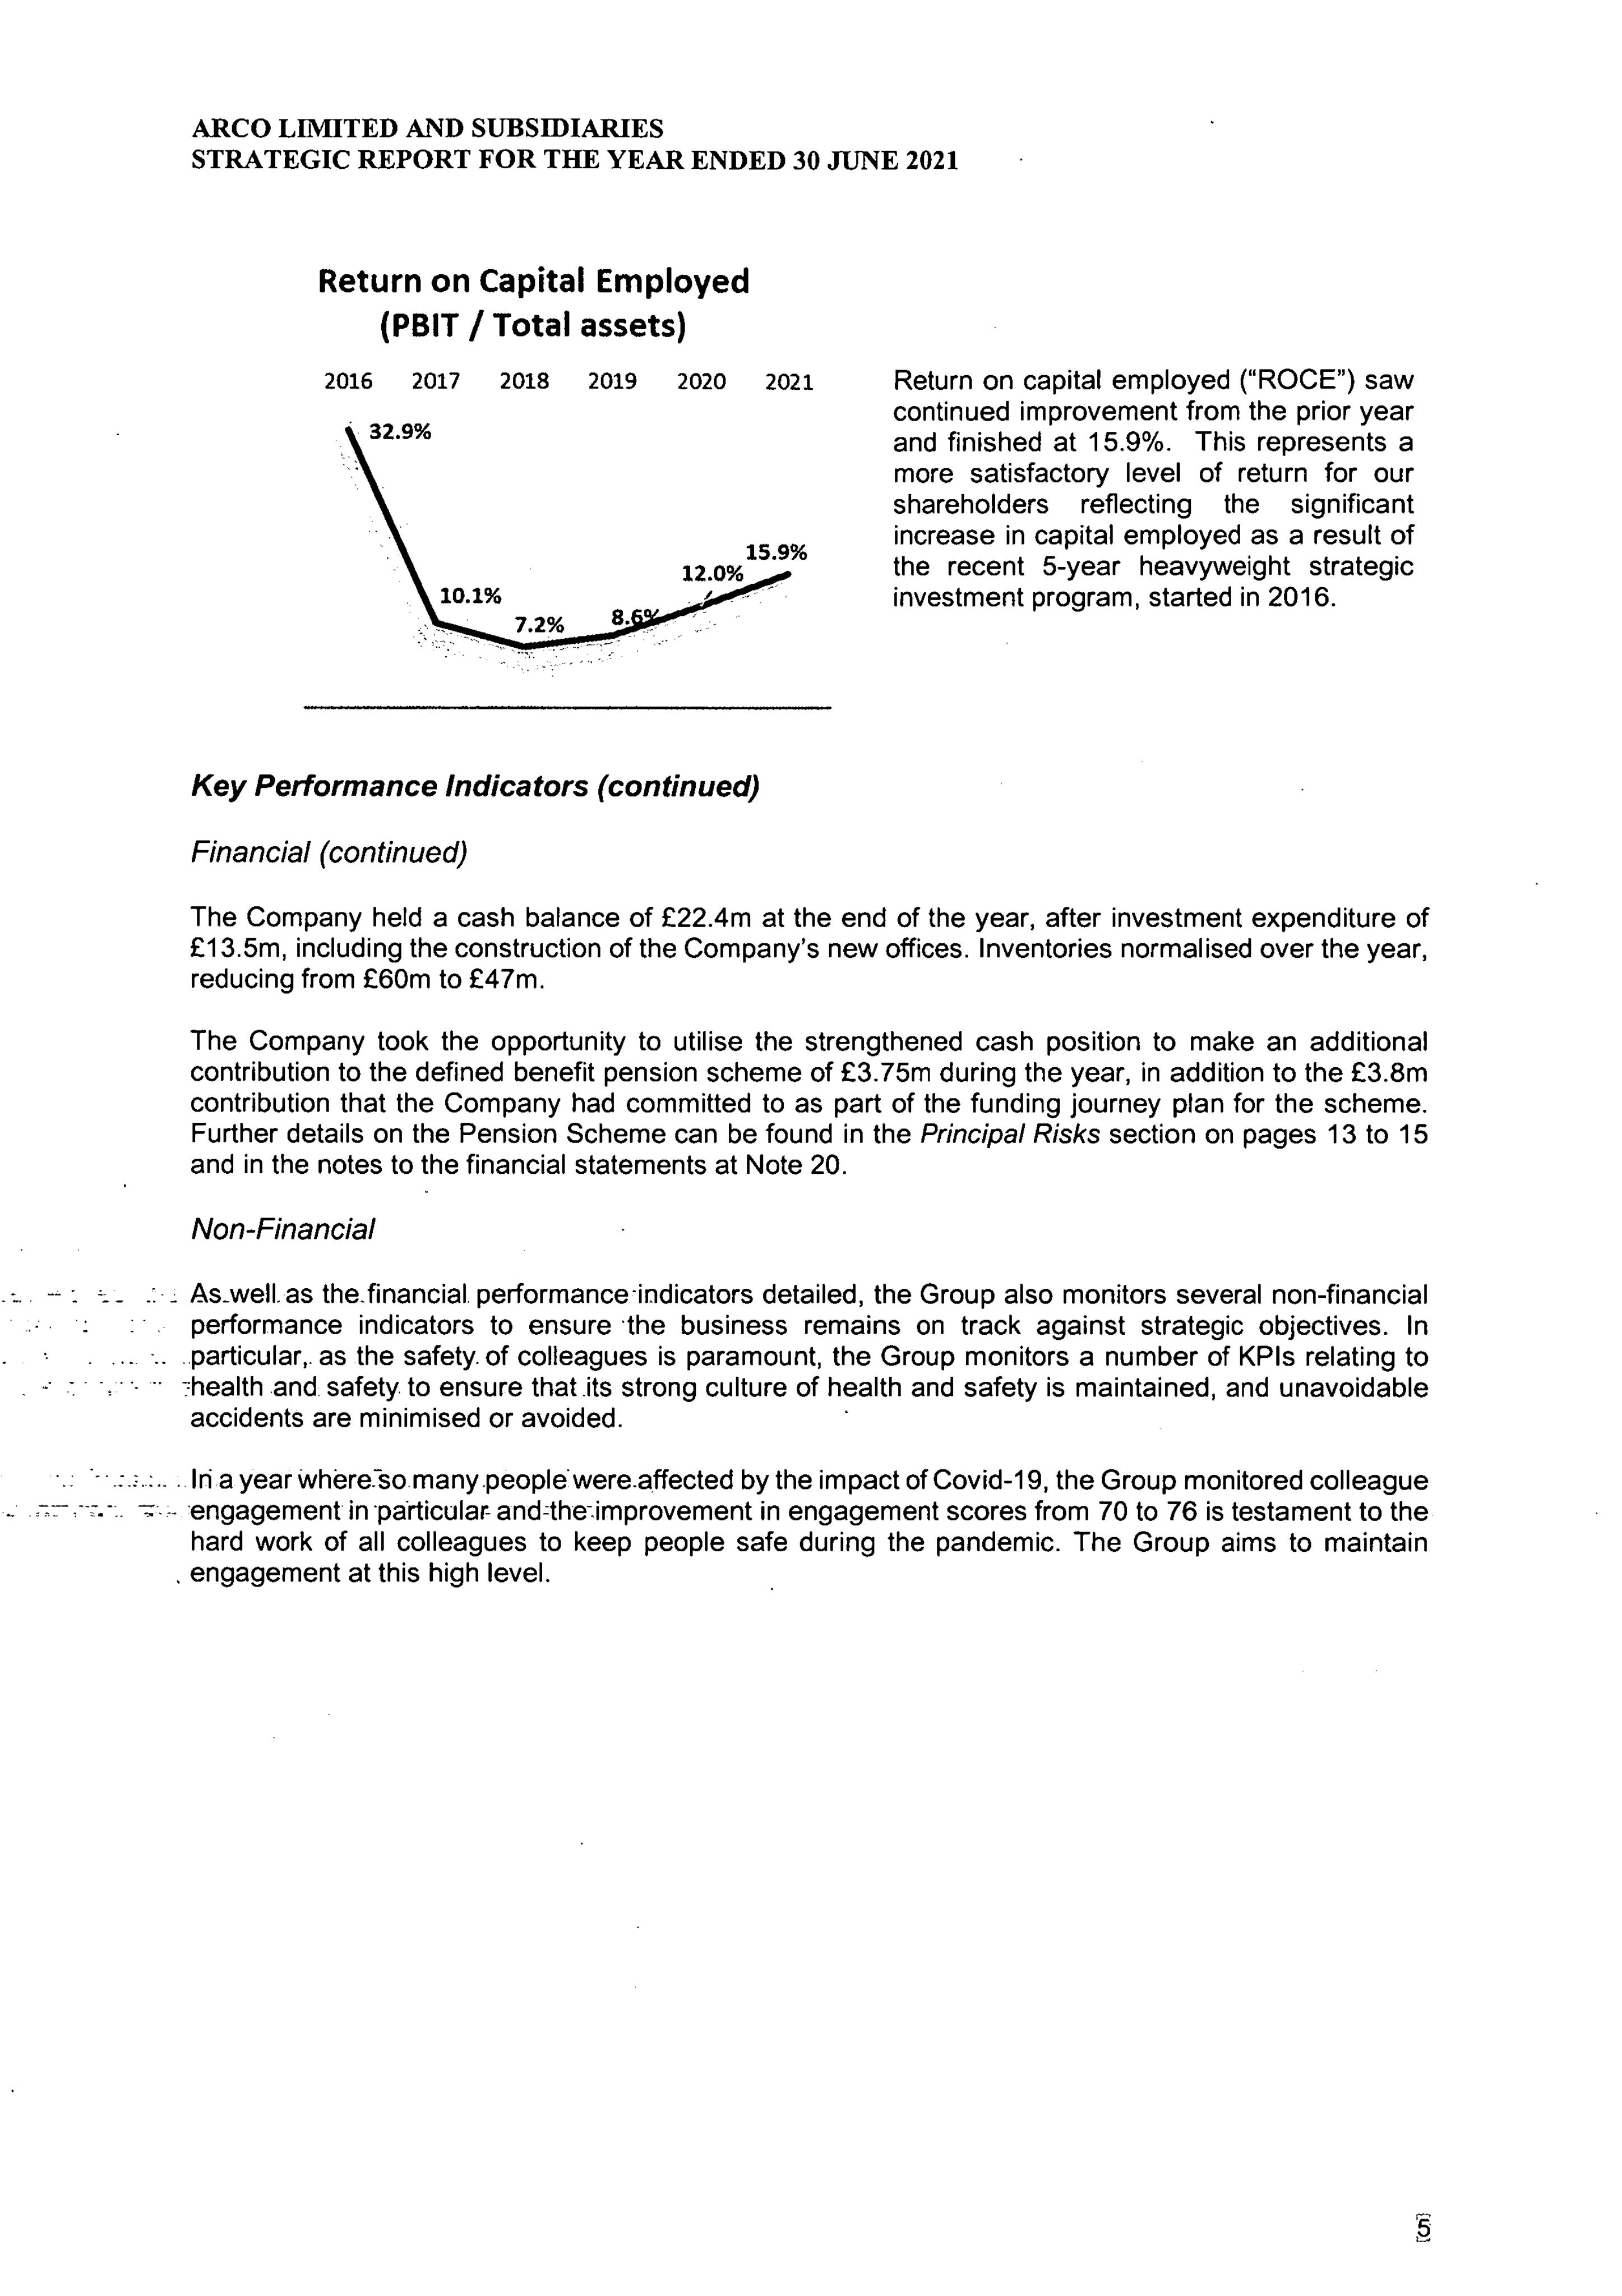 ARCO LIMITED AND SUBSIDIARIES
STRATEGIC REPORT FOR THE YEAR ENDED 30 JUNE 2021
Return on Capital Employed
(PBIT / Total assets)
2016 2017 2018 2019 2020 2021
32.9%
10.1%
7.2%
8.6%
12.0%
15.9%
Return on capital employed ("ROCE") saw
continued improvement from the prior year
and finished at 15.9%. This represents a
more satisfactory level of return for our
shareholders reflecting the significant
increase in capital employed as a result of
the recent 5-year heavyweight strategic
investment program, started in 2016.
Key Performance Indicators (continued)
Financial (continued)
The Company held a cash balance of £22.4m at the end of the year, after investment expenditure of
£13.5m, including the construction of the Company's new offices. Inventories normalised over the year,
reducing from £60m to £47m.
The Company took the opportunity to utilise the strengthened cash position to make an additional
contribution to the defined benefit pension scheme of £3.75m during the year, in addition to the £3.8m
contribution that the Company had committed to as part of the funding journey plan for the scheme.
Further details on the Pension Scheme can be found in the Principal Risks section on pages 13 to 15
and in the notes to the financial statements at Note 20.
Non-Financial
As well as the financial performance indicators detailed, the Group also monitors several non-financial
performance indicators to ensure the business remains on track against strategic objectives. In
particular, as the safety of colleagues is paramount, the Group monitors a number of KPIs relating to
health and safety to ensure that its strong culture of health and safety is maintained, and unavoidable
accidents are minimised or avoided.
In a year where so many people were affected by the impact of Covid-19, the Group monitored colleague
engagement in particular and the improvement in engagement scores from 70 to 76 is testament to the
hard work of all colleagues to keep people safe during the pandemic. The Group aims to maintain
engagement at this high level.
5